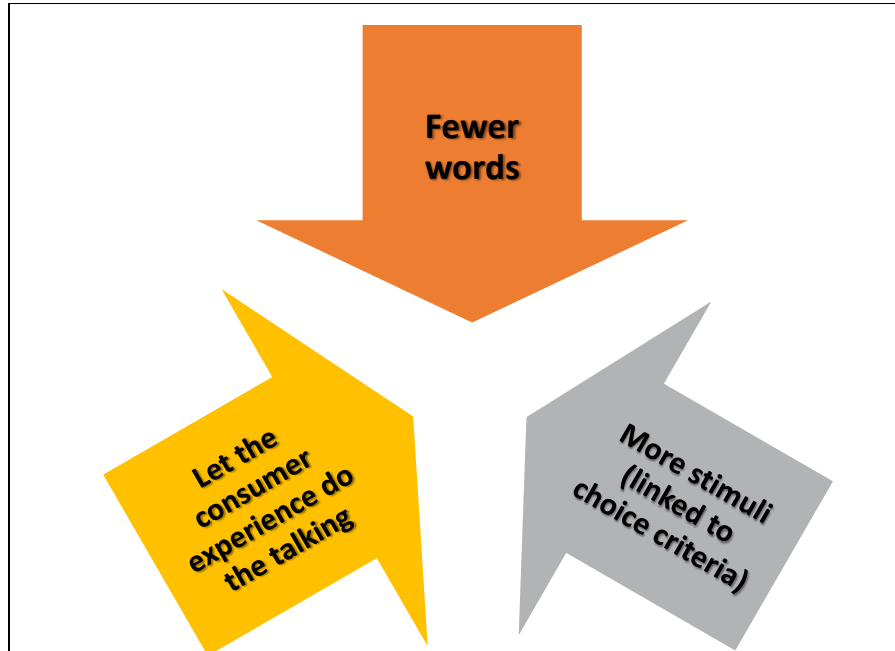 Fewer
words
Let the
consumer
experience do
the talking
More stimuli
(linked to
choice criteria)